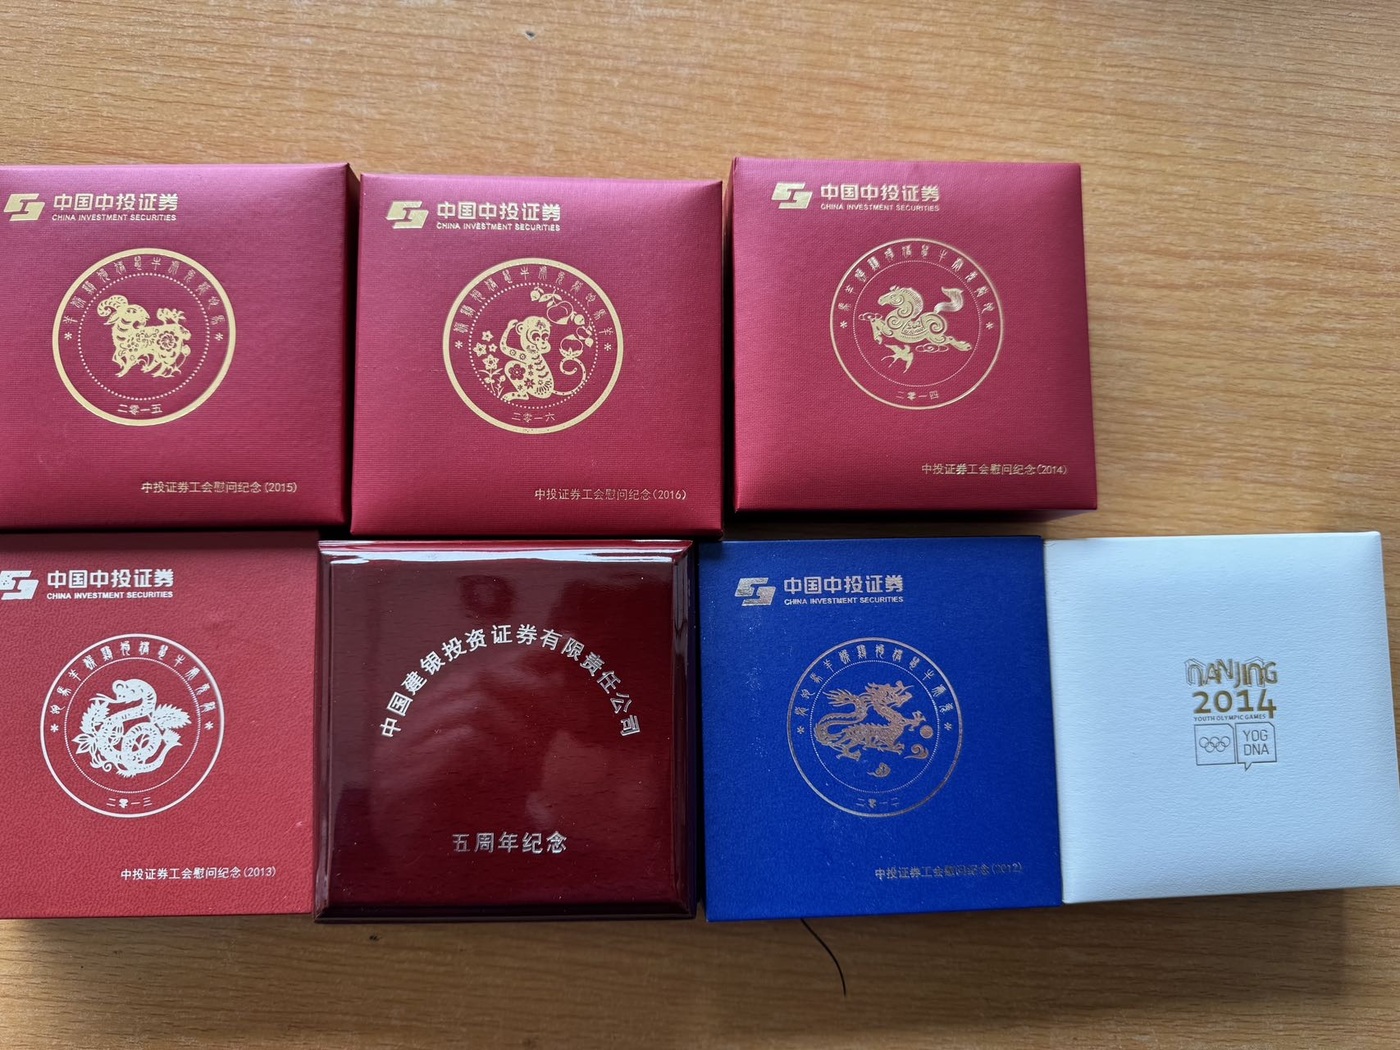 中国中投证券
CHINA INVESTMENT SECURITIES
二零一五
中投证券工会慰问纪念(2015)
中国中投证券
CHINA INVESTMENT SECURITIES
二零一六
中投证券工会慰问纪念(2016)
中国中投证券
CHINA INVESTMENT SECURITIES
二零一四
中投证券工会慰问纪念(2014)
中国中投证券
CHINA INVESTMENT SECURITIES
二零一三
中投证券工会慰问纪念(2013)
中国建银投资证券有限责任公司
五周年纪念
中国中投证券
CHINA INVESTMENT SECURITIES
二零一二
中投证券工会慰问纪念(2012)
NANJING
2014
YOUTH OLYMPIC GAMES
YOG
DNA